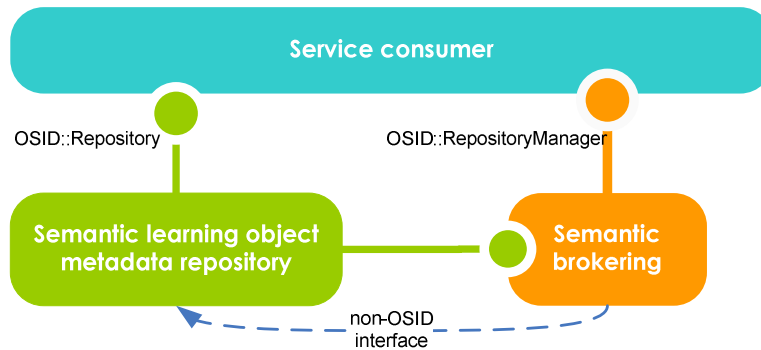 Service consumer
OSID::Repository
OSID::RepositoryManager
Semantic learning object
metadata repository
Semantic
brokering
non-OSID
interface